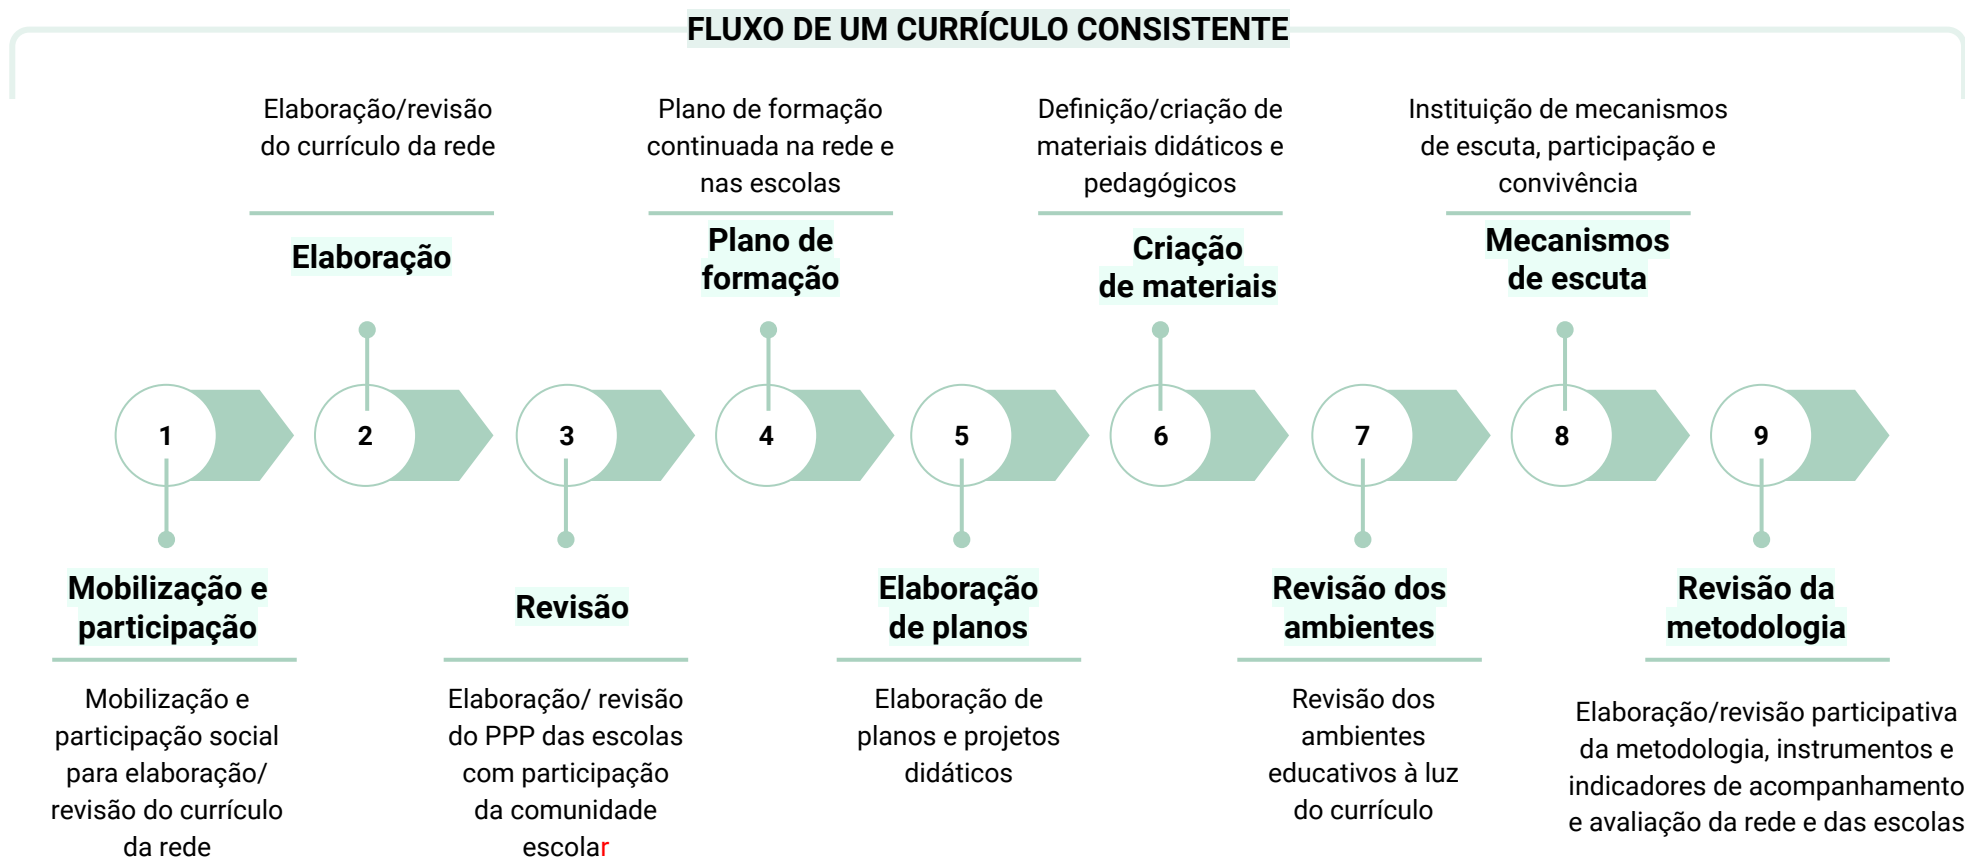 FLUXO DE UM CURRÍCULO CONSISTENTE
Elaboração/revisão
do currículo da rede
Elaboração
Plano de formação
continuada na rede e
nas escolas
Plano de
formação
Definição/criação de
materiais didáticos e
pedagógicos
Criação
de materiais
Instituição de mecanismos
de escuta, participação e
convivência
Mecanismos
de escuta
1
2
3
4
5
6
7
8
9
Mobilização e
participação
Mobilização e
participação social
para elaboração/
revisão do currículo
da rede
Revisão
Elaboração/ revisão
do PPP das escolas
com participação
da comunidade
escolar
Elaboração
de planos
Elaboração de
planos e projetos
didáticos
Revisão dos
ambientes
Revisão dos
ambientes
educativos à luz
do currículo
Revisão da
metodologia
Elaboração/revisão participativa
da metodologia, instrumentos e
indicadores de acompanhamento
e avaliação da rede e das escolas